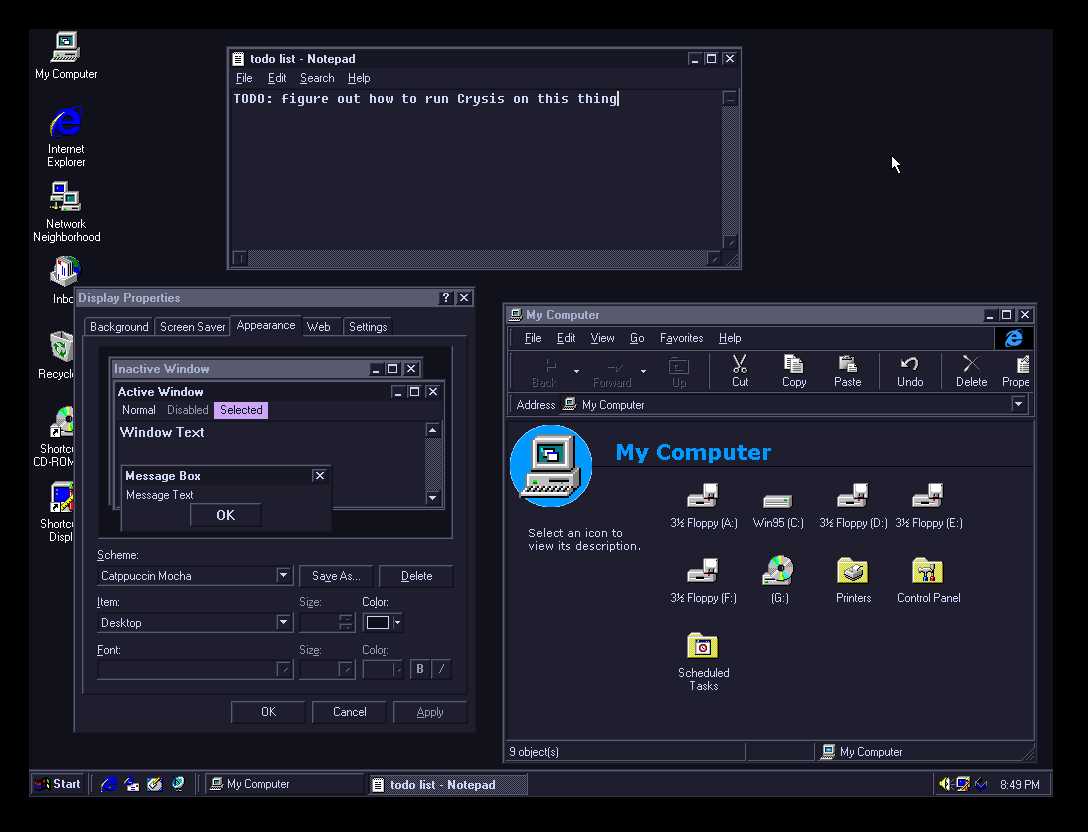 My Computer
Internet
Explorer
Network
Neighborhood
Inbo
Recycl
Shortc
CD-ROM
Shortc
Displ
todo list - Notepad
File Edit Search Help
TODO: figure out how to run Crysis on this thing
Display Properties
Background Screen Saver Appearance Web Settings
Inactive Window
Active Window
Normal Disabled Selected
Window Text
Message Box
Message Text
OK
Scheme:
Catppuccin Mocha Save As... Delete
Item: Size: Color:
Desktop
Font: Size: Color:
B /
OK Cancel Apply
My Computer
File Edit View Go Favorites Help
Back Forward Up Cut Copy Paste Undo Delete Prope
Address My Computer
My Computer
Select an icon to
view its description.
3½ Floppy (A:) Win95 (C:) 3½ Floppy (D:) 3½ Floppy (E:)
3½ Floppy (F:) (G:) Printers Control Panel
Scheduled
Tasks
9 object(s) My Computer
Start My Computer todo list - Notepad 8:49 PM